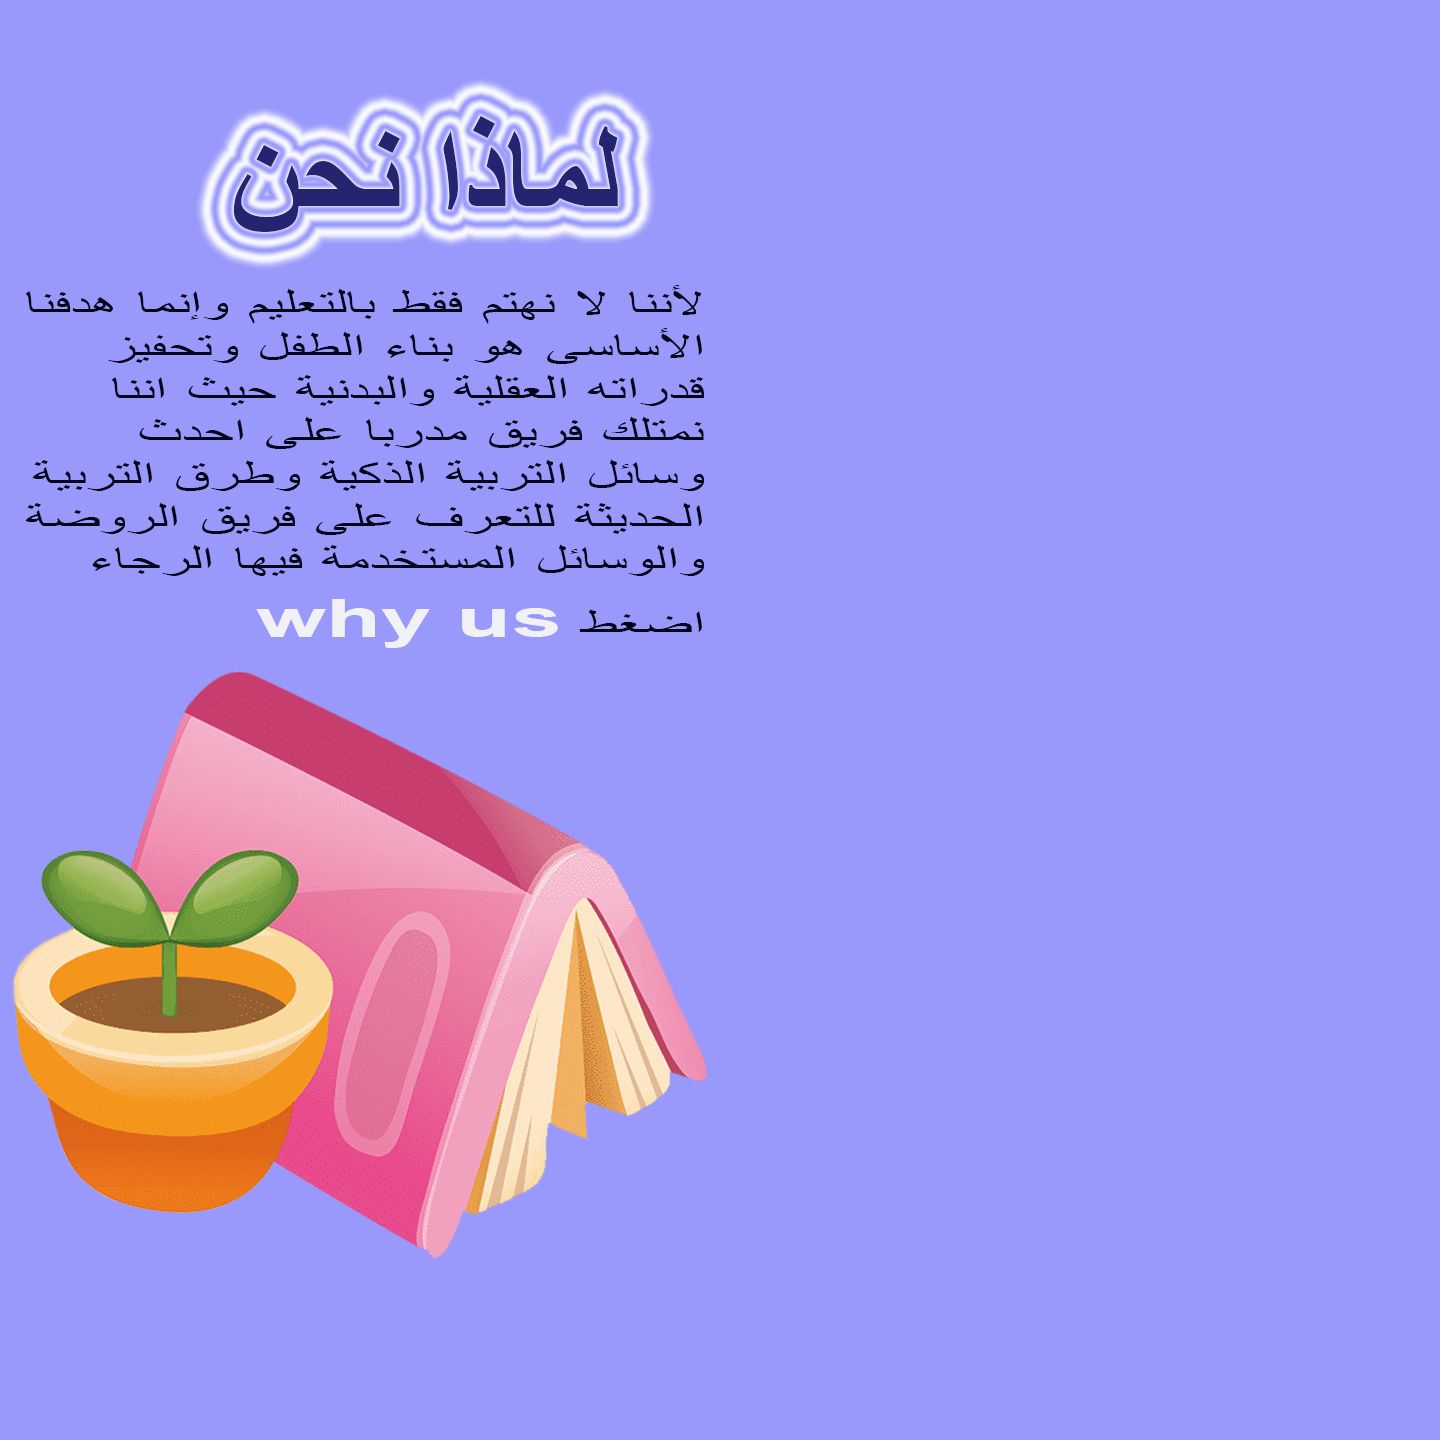 لماذا نحن
لأننا لا نهتم فقط بالتعليم وإنما هدفنا
الأساسى هو بناء الطفل وتحفيز
قدراته العقلية والبدنية حيث اننا
نمتلك فريق مدربا على احدث
وسائل التربية الذكية وطرق التربية
الحديثة للتعرف على فريق الروضة
والوسائل المستخدمة فيها الرجاء
اضغط why us